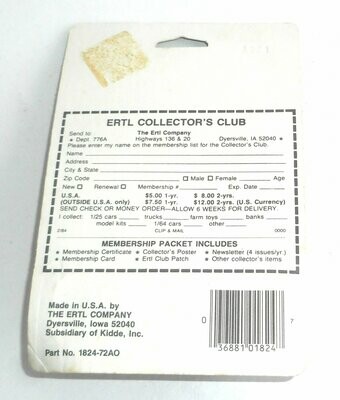 ERTL COLLECTOR'S CLUB
Send to: The Ertl Company
★ Dept. 776A ★ Highways 136 & 20 Dyersville, IA 52040 ★
Please enter my name on the membership list for the Collector's Club.
Name
Address
City & State
Zip Code □ Male □ Female Age
New □ Renewal □ Membership # Exp. Date
U.S.A. $5.00 1-yr. $ 8.00 2-yrs.
(OUTSIDE U.S.A. only) $7.50 1-yr. $12.00 2-yrs. (U.S. Currency)
SEND CHECK OR MONEY ORDER—ALLOW 6 WEEKS FOR DELIVERY.
I collect: 1/25 cars trucks farm toys banks
model kits 1/64 cars other
2/84 CLIP & MAIL 0000
MEMBERSHIP PACKET INCLUDES
• Membership Certificate • Collector's Poster • Newsletter (4 issues/yr.)
• Membership Card • Ertl Club Patch • Other collector's items
Made in U.S.A. by
THE ERTL COMPANY
Dyersville, Iowa 52040
Subsidiary of Kidde, Inc.
Part No. 1824-72AO
0 36881 01824 7